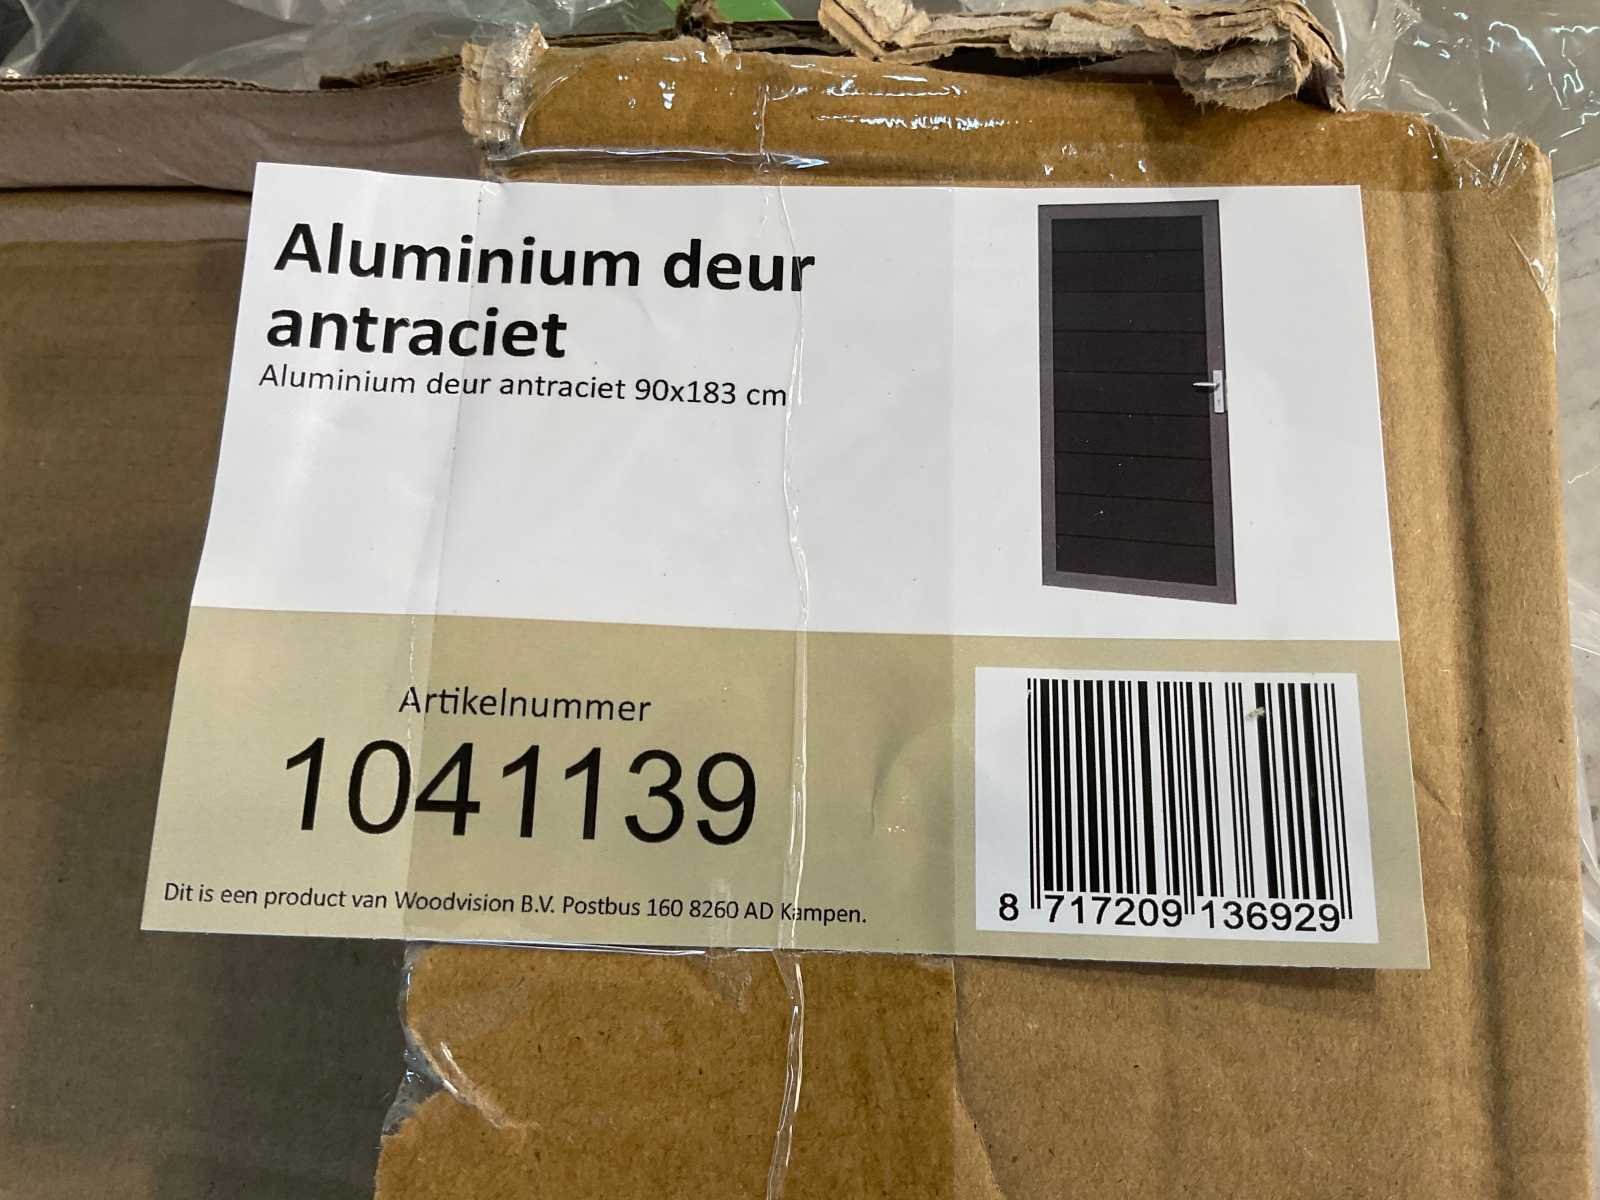 Aluminium deur
antraciet
Aluminium deur antraciet 90x183 cm
Artikelnummer
1041139
Dit is een product van Woodvision B.V. Postbus 160 8260 AD Kampen.
8 717209 136929